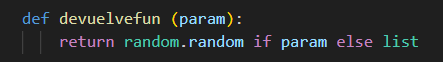 def devuelvefun (param):
    return random.random if param else list